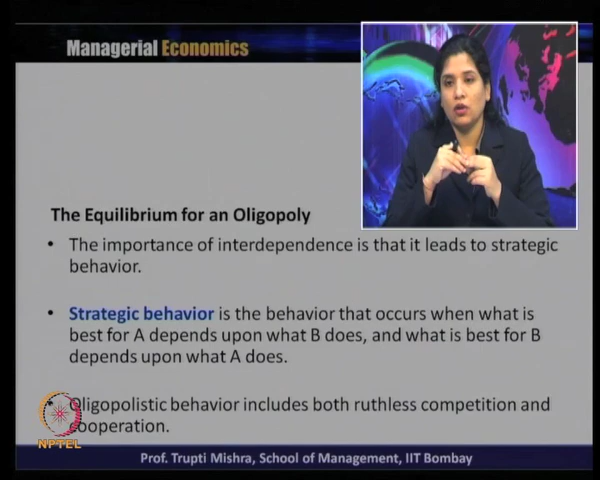 Managerial Economics
The Equilibrium for an Oligopoly
• The importance of interdependence is that it leads to strategic
behavior.
• Strategic behavior is the behavior that occurs when what is
best for A depends upon what B does, and what is best for B
depends upon what A does.
• Oligopolistic behavior includes both ruthless competition and
cooperation.
NPTEL
Prof. Trupti Mishra, School of Management, IIT Bombay